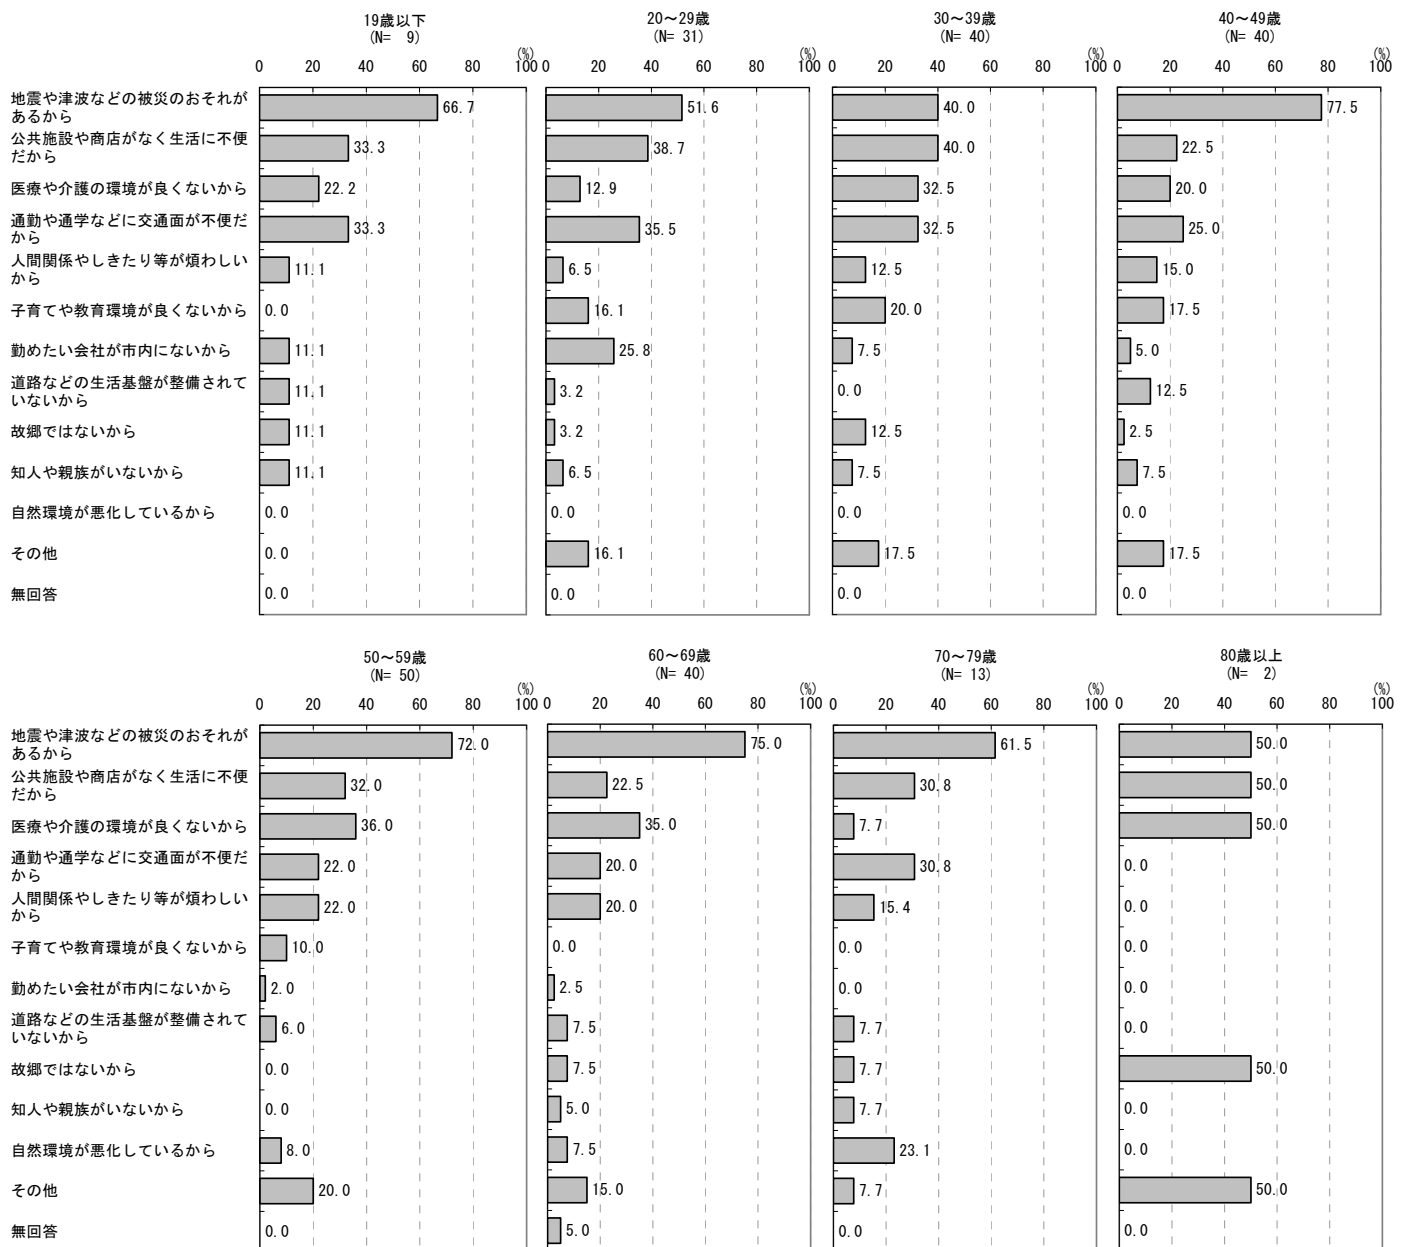 19歳以下
(N=  9)
20～29歳
(N= 31)
30～39歳
(N= 40)
40～49歳
(N= 40)
(%) (%) (%) (%)
0 20 40 60 80 100 0 20 40 60 80 100 0 20 40 60 80 100 0 20 40 60 80 100
地震や津波などの被災のおそれが
あるから
66.7 51.6 40.0 77.5
公共施設や商店がなく生活に不便
だから
33.3 38.7 40.0 22.5
医療や介護の環境が良くないから 22.2 12.9 32.5 20.0
通勤や通学などに交通面が不便だ
から
33.3 35.5 32.5 25.0
人間関係やしきたり等が煩わしい
から
11.1 6.5 12.5 15.0
子育てや教育環境が良くないから 0.0 16.1 20.0 17.5
勤めたい会社が市内にないから 11.1 25.8 7.5 5.0
道路などの生活基盤が整備されて
いないから
11.1 3.2 0.0 12.5
故郷ではないから 11.1 3.2 12.5 2.5
知人や親族がいないから 11.1 6.5 7.5 7.5
自然環境が悪化しているから 0.0 0.0 0.0 0.0
その他 0.0 16.1 17.5 17.5
無回答 0.0 0.0 0.0 0.0
50～59歳
(N= 50)
60～69歳
(N= 40)
70～79歳
(N= 13)
80歳以上
(N=  2)
(%) (%) (%) (%)
0 20 40 60 80 100 0 20 40 60 80 100 0 20 40 60 80 100 0 20 40 60 80 100
地震や津波などの被災のおそれが
あるから
72.0 75.0 61.5 50.0
公共施設や商店がなく生活に不便
だから
32.0 22.5 30.8 50.0
医療や介護の環境が良くないから 36.0 35.0 7.7 50.0
通勤や通学などに交通面が不便だ
から
22.0 20.0 30.8 0.0
人間関係やしきたり等が煩わしい
から
22.0 20.0 15.4 0.0
子育てや教育環境が良くないから 10.0 0.0 0.0 0.0
勤めたい会社が市内にないから 2.0 2.5 0.0 0.0
道路などの生活基盤が整備されて
いないから
6.0 7.5 7.7 0.0
故郷ではないから 0.0 7.5 7.7 50.0
知人や親族がいないから 0.0 5.0 7.7 0.0
自然環境が悪化しているから 8.0 7.5 23.1 0.0
その他 20.0 15.0 7.7 50.0
無回答 0.0 5.0 0.0 0.0